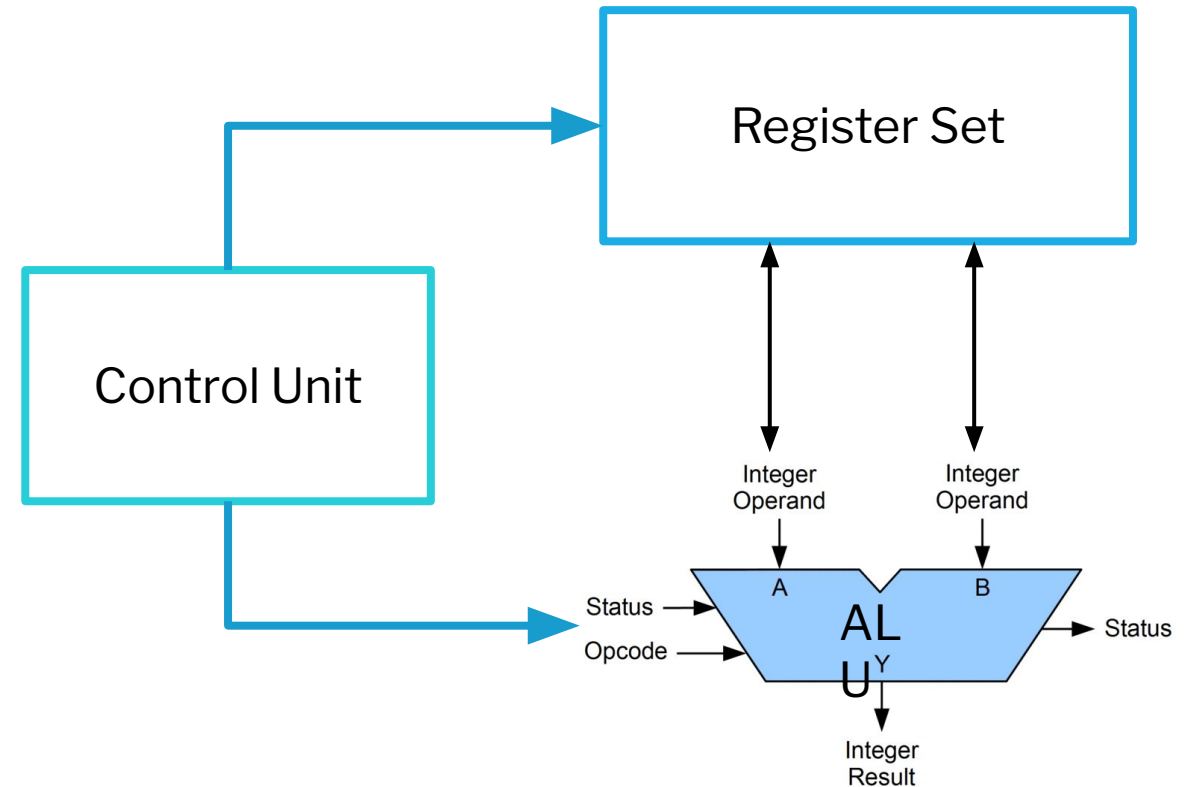 Register Set
Control Unit
Integer
Operand
Integer
Operand
A
B
Status
Opcode
AL
U
Y
Status
Integer
Result